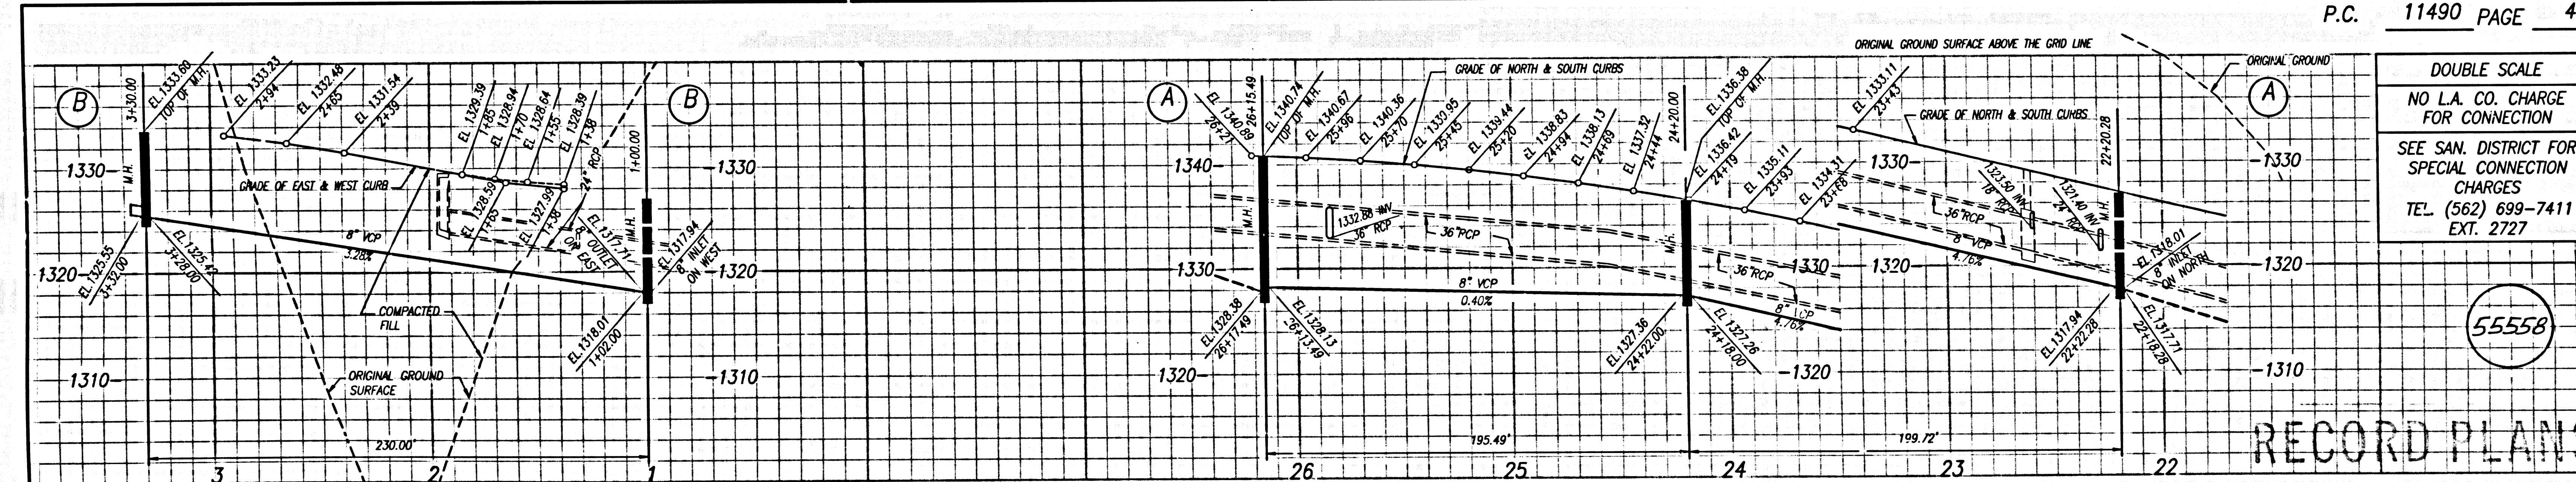 P.C. 11490 PAGE 4
DOUBLE SCALE
NO L.A. CO. CHARGE
FOR CONNECTION
SEE SAN. DISTRICT FOR
SPECIAL CONNECTION
CHARGES
TEL. (562) 699-7411
EXT. 2727
55558
RECORD PLANS
B
3+30.00
EL.1333.60
TOP OF M.H.
EL 1333.23
2+94
EL 1332.48
2+65
EL 1331.54
2+39
EL 1329.39
1+85
EL 1328.94
1+70
EL 1328.64
1+55
EL 1328.39
1+38
24" RCP
1+00.00
B
1330
M.H.
GRADE OF EAST & WEST CURB
EL 1328.59
1+65
EL 1327.99
1+38
EL.1317.71
8" OUTLET
ON EAST
M.H.
EL.1317.94
8" INLET
ON WEST
1330
8" VCP
3.28%
1320
EL.1325.55
3+32.00
EL.1325.42
3+28.00
COMPACTED
FILL
EL.1318.01
1+02.00
1320
1310
ORIGINAL GROUND
SURFACE
1310
230.00'
3
2
1
A
EL 1340.89
26+21
26+15.49
EL.1340.74
TOP OF M.H.
EL 1340.67
25+96
EL 1340.36
25+70
GRADE OF NORTH & SOUTH CURBS
EL 1339.95
25+45
EL 1339.44
25+20
EL 1338.83
24+94
EL 1338.13
24+69
EL 1337.32
24+44
24+20.00
EL.1336.38
TOP OF M.H.
EL 1336.42
24+19
EL 1335.11
23+93
EL 1334.31
23+68
ORIGINAL GROUND SURFACE ABOVE THE GRID LINE
EL 1333.11
23+43
GRADE OF NORTH & SOUTH CURBS
ORIGINAL GROUND
A
22+20.28
1340
M.H.
1332.88 INV
36" RCP
36"RCP
M.H.
36"RCP
1330
1323.50 INV
18" RCP
1321.40 INV
24" RCP
M.H.
36"RCP
1330
1330
8" VCP
0.40%
1330
1320
8" VCP
4.76%
8" VCP
4.76%
EL.1318.01
8" INLET
ON NORTH
1320
EL.1328.38
26+17.49
EL.1328.13
26+13.49
EL.1327.36
24+22.00
EL.1327.26
24+18.00
EL.1317.94
22+22.28
EL.1317.71
22+18.28
1320
1320
1310
195.49'
199.72'
26
25
24
23
22